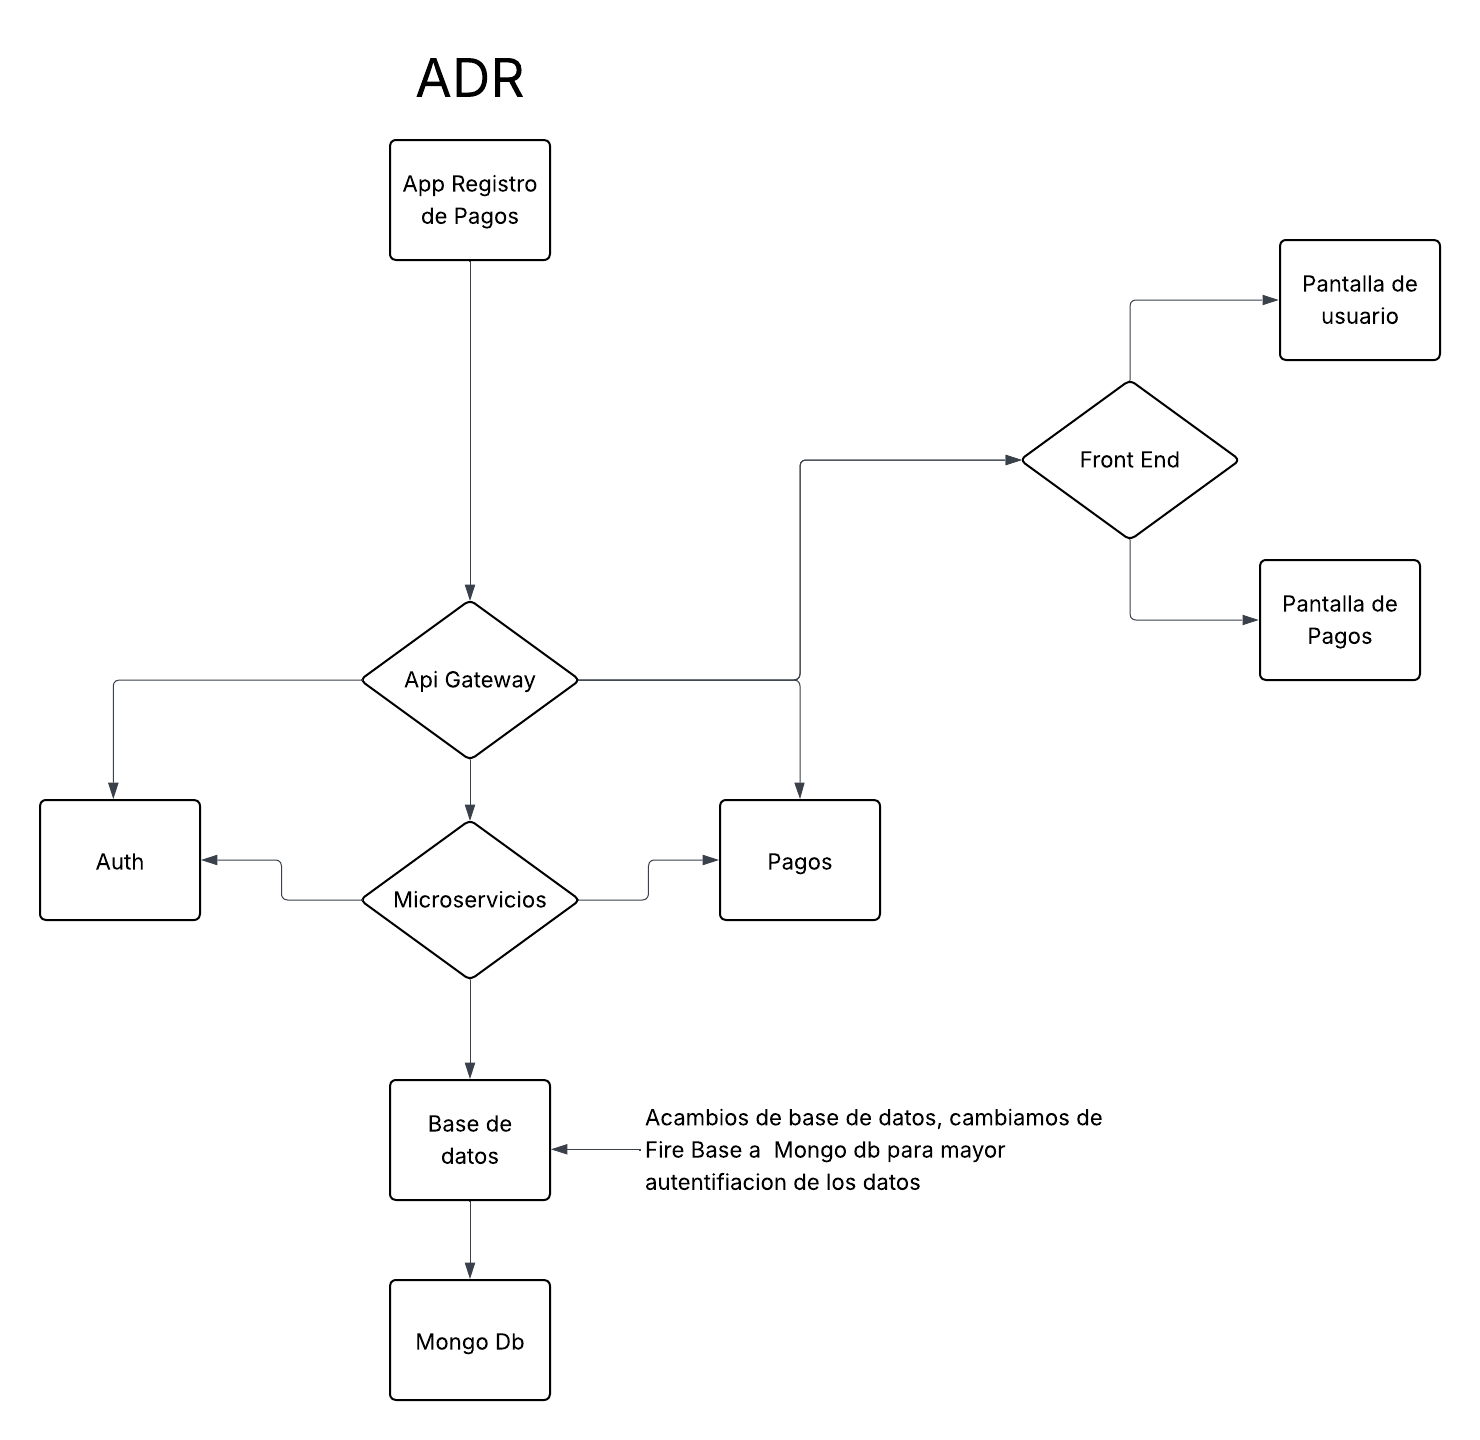 ADR
App Registro
de Pagos
Pantalla de
usuario
Front End
Pantalla de
Pagos
Api Gateway
Auth
Microservicios
Pagos
Base de
datos
Acambios de base de datos, cambiamos de
Fire Base a  Mongo db para mayor
autentifiacion de los datos
Mongo Db